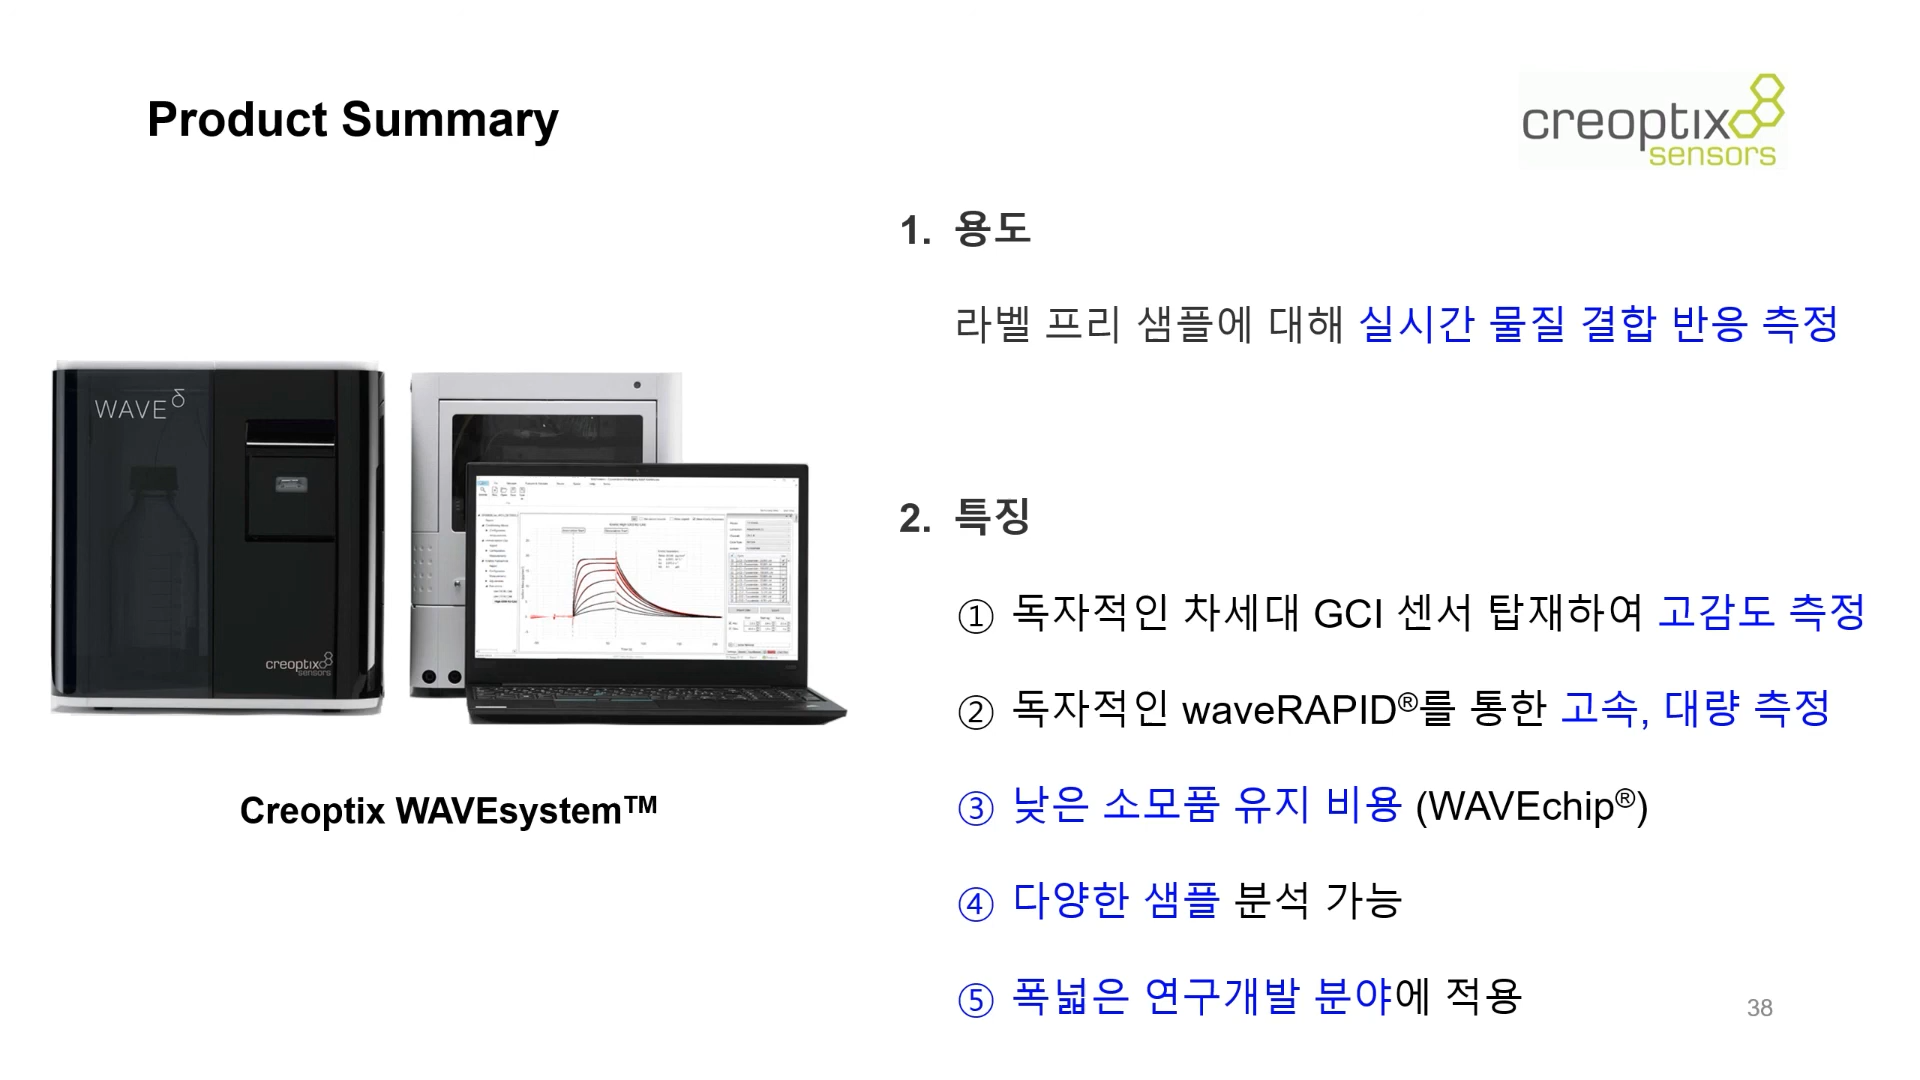 Product Summary
creoptix
sensors
1. 용도
라벨 프리 샘플에 대해 실시간 물질 결합 반응 측정
WAVE δ
creoptix
sensors
Creoptix WAVEsystem™
2. 특징
① 독자적인 차세대 GCI 센서 탑재하여 고감도 측정
② 독자적인 waveRAPID®를 통한 고속, 대량 측정
③ 낮은 소모품 유지 비용 (WAVEchip®)
④ 다양한 샘플 분석 가능
⑤ 폭넓은 연구개발 분야에 적용
38